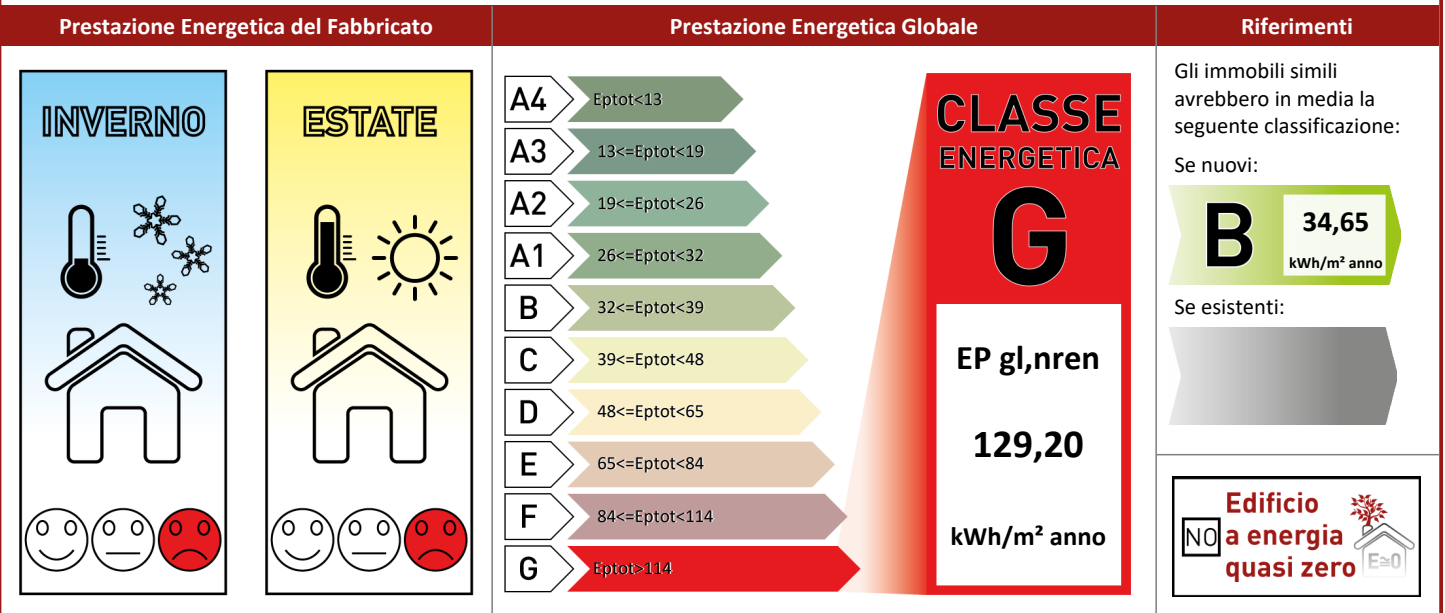 Prestazione Energetica del Fabbricato
Prestazione Energetica Globale
Riferimenti
INVERNO
ESTATE
A4
Eptot<13
A3
13<=Eptot<19
A2
19<=Eptot<26
A1
26<=Eptot<32
B
32<=Eptot<39
C
39<=Eptot<48
D
48<=Eptot<65
E
65<=Eptot<84
F
84<=Eptot<114
G
Eptot>114
CLASSE
ENERGETICA
G
EP gl,nren
129,20
kWh/m² anno
Gli immobili simili
avrebbero in media la
seguente classificazione:
Se nuovi:
B
34,65
kWh/m² anno
Se esistenti:
Edificio
NO a energia
quasi zero
E≅0